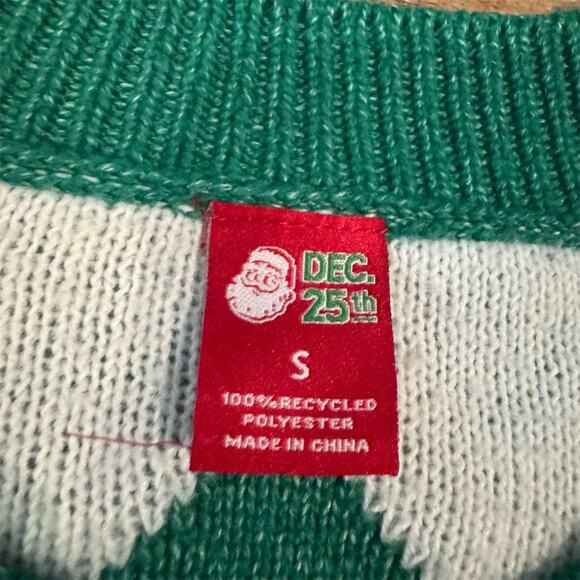 DEC.
25th
S
100% RECYCLED
POLYESTER
MADE IN CHINA